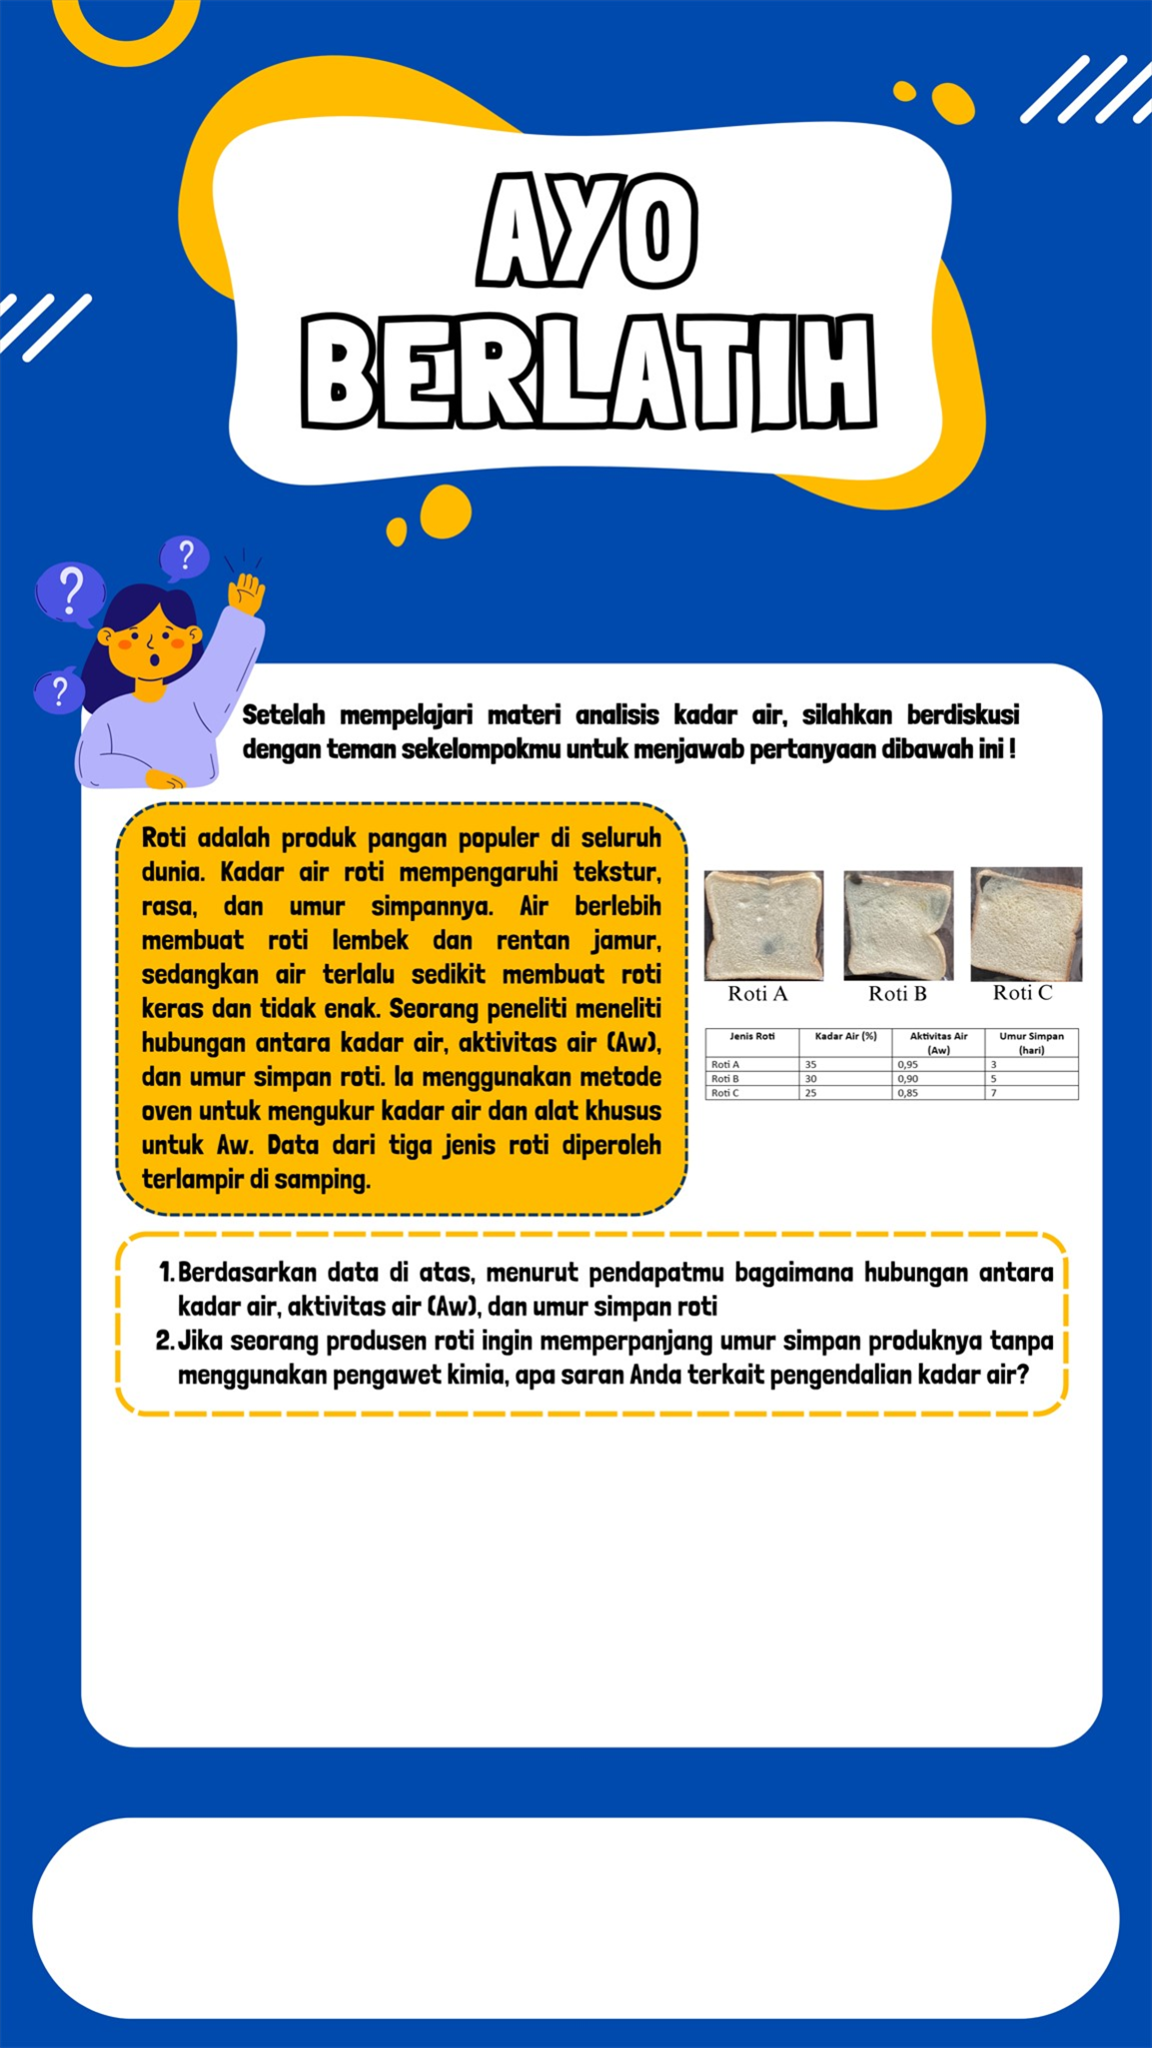 AYO
BERLATIH
?
?
?
Setelah mempelajari materi analisis kadar air, silahkan berdiskusi
dengan teman sekelompokmu untuk menjawab pertanyaan dibawah ini !
Roti adalah produk pangan populer di seluruh
dunia. Kadar air roti mempengaruhi tekstur,
rasa, dan umur simpannya. Air berlebih
membuat roti lembek dan rentan jamur,
sedangkan air terlalu sedikit membuat roti
keras dan tidak enak. Seorang peneliti meneliti
hubungan antara kadar air, aktivitas air (Aw),
dan umur simpan roti. Ia menggunakan metode
oven untuk mengukur kadar air dan alat khusus
untuk Aw. Data dari tiga jenis roti diperoleh
terlampir di samping.
Roti A Roti B Roti C
Jenis Roti Kadar Air (%) Aktivitas Air (Aw) Umur Simpan (hari)
Roti A 35 0,95 3
Roti B 30 0,90 5
Roti C 25 0,85 7
1. Berdasarkan data di atas, menurut pendapatmu bagaimana hubungan antara
kadar air, aktivitas air (Aw), dan umur simpan roti
2. Jika seorang produsen roti ingin memperpanjang umur simpan produknya tanpa
menggunakan pengawet kimia, apa saran Anda terkait pengendalian kadar air?